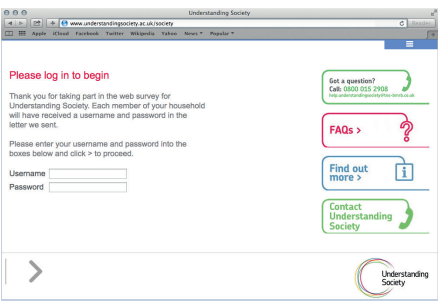 Understanding Society
www.understandingsociety.ac.uk/society
Reader
Apple iCloud Facebook Twitter Wikipedia Yahoo News Popular
Please log in to begin
Thank you for taking part in the web survey for
Understanding Society. Each member of your household
will have received a username and password in the
letter we sent.
Please enter your username and password into the
boxes below and click > to proceed.
Username
Password
Got a question?
Call: 0800 015 2908
FAQs >
Find out
more >
Contact
Understanding
Society
Understanding
Society